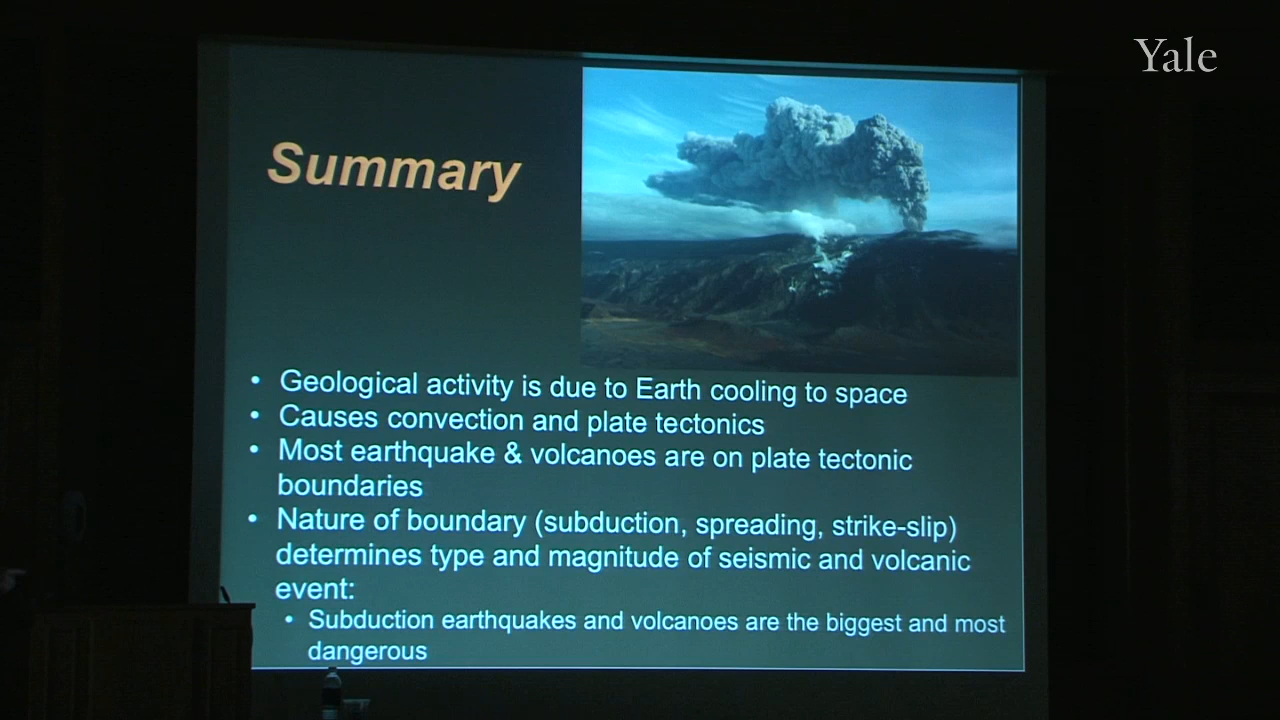 Yale
Summary
• Geological activity is due to Earth cooling to space
• Causes convection and plate tectonics
• Most earthquake & volcanoes are on plate tectonic
boundaries
• Nature of boundary (subduction, spreading, strike-slip)
determines type and magnitude of seismic and volcanic
event:
• Subduction earthquakes and volcanoes are the biggest and most
dangerous